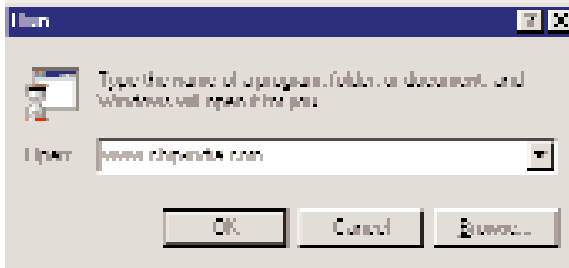 Run
Type the name of a program, folder, or document, and
Windows will open it for you.
Open:
OK
Cancel
Browse...